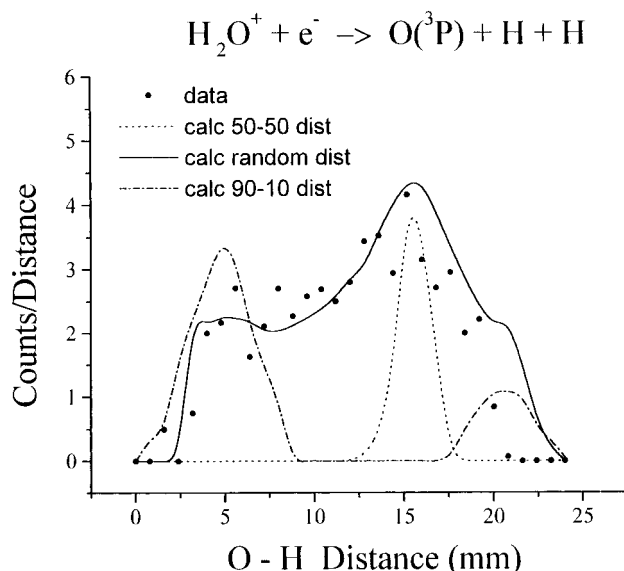 H₂O⁺ + e⁻ –> O(³P) + H + H
6
5
4
3
2
1
0
data
calc 50-50 dist
calc random dist
calc 90-10 dist
Counts/Distance
0 5 10 15 20 25
O - H Distance (mm)